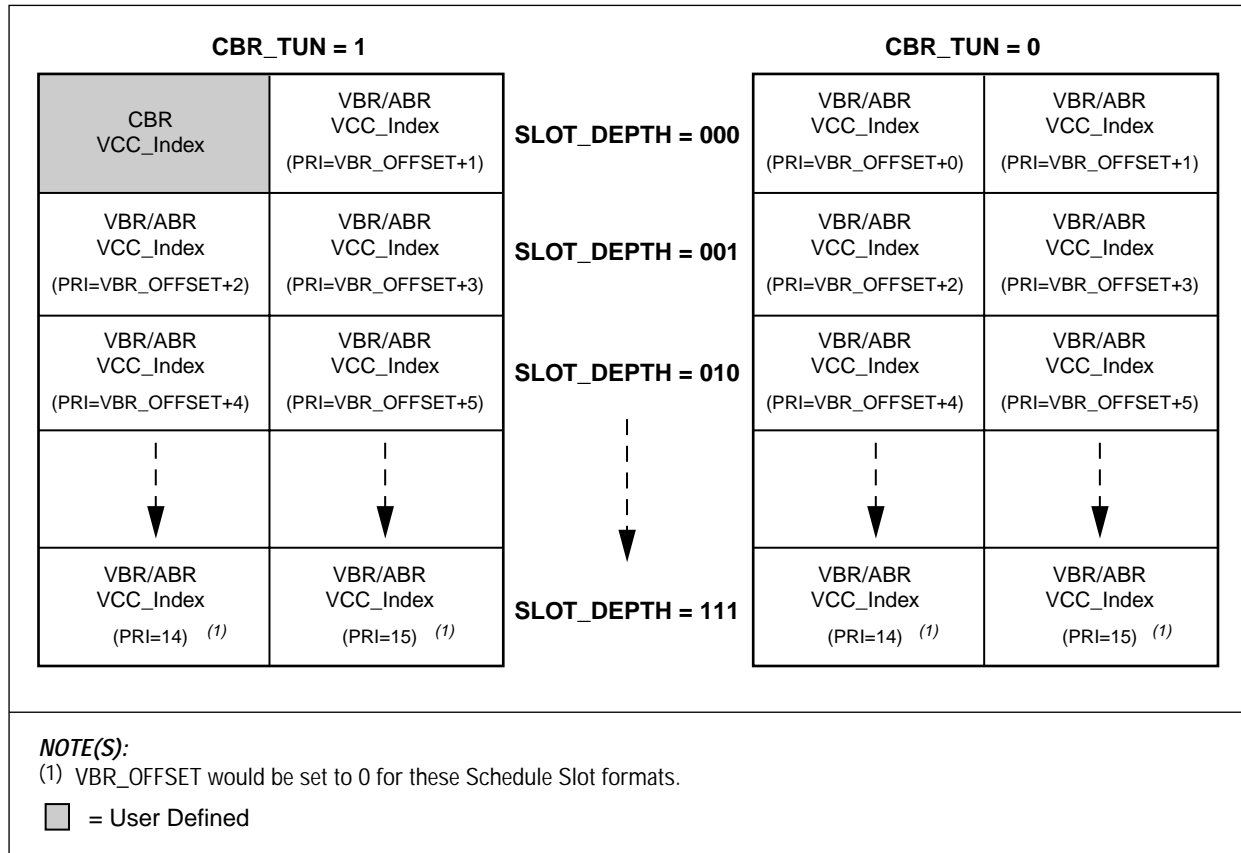 CBR_TUN = 1
CBR_TUN = 0
CBR
VCC_Index
VBR/ABR
VCC_Index
(PRI=VBR_OFFSET+1)
SLOT_DEPTH = 000
VBR/ABR
VCC_Index
(PRI=VBR_OFFSET+0)
VBR/ABR
VCC_Index
(PRI=VBR_OFFSET+1)
VBR/ABR
VCC_Index
(PRI=VBR_OFFSET+2)
VBR/ABR
VCC_Index
(PRI=VBR_OFFSET+3)
SLOT_DEPTH = 001
VBR/ABR
VCC_Index
(PRI=VBR_OFFSET+2)
VBR/ABR
VCC_Index
(PRI=VBR_OFFSET+3)
VBR/ABR
VCC_Index
(PRI=VBR_OFFSET+4)
VBR/ABR
VCC_Index
(PRI=VBR_OFFSET+5)
SLOT_DEPTH = 010
VBR/ABR
VCC_Index
(PRI=VBR_OFFSET+4)
VBR/ABR
VCC_Index
(PRI=VBR_OFFSET+5)
VBR/ABR
VCC_Index
(PRI=14) (1)
VBR/ABR
VCC_Index
(PRI=15) (1)
SLOT_DEPTH = 111
VBR/ABR
VCC_Index
(PRI=14) (1)
VBR/ABR
VCC_Index
(PRI=15) (1)
NOTE(S):
(1) VBR_OFFSET would be set to 0 for these Schedule Slot formats.
= User Defined